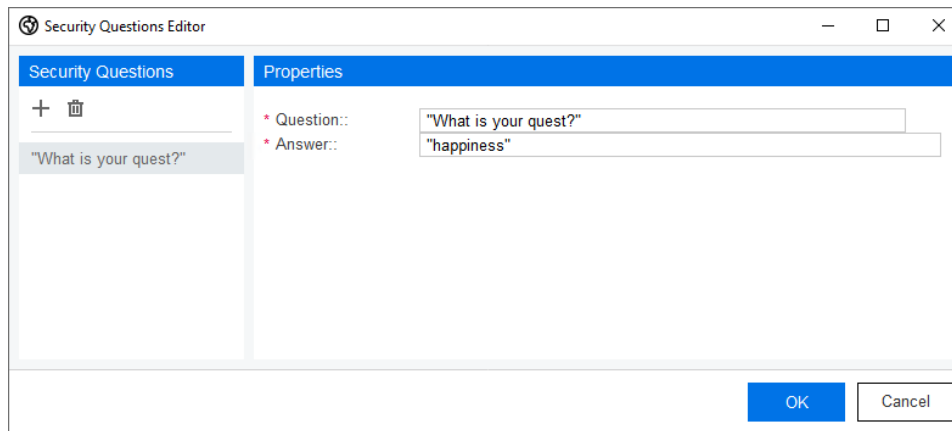 Security Questions Editor
Security Questions
Properties
* Question::
"What is your quest?"
* Answer::
"happiness"
"What is your quest?"
OK
Cancel